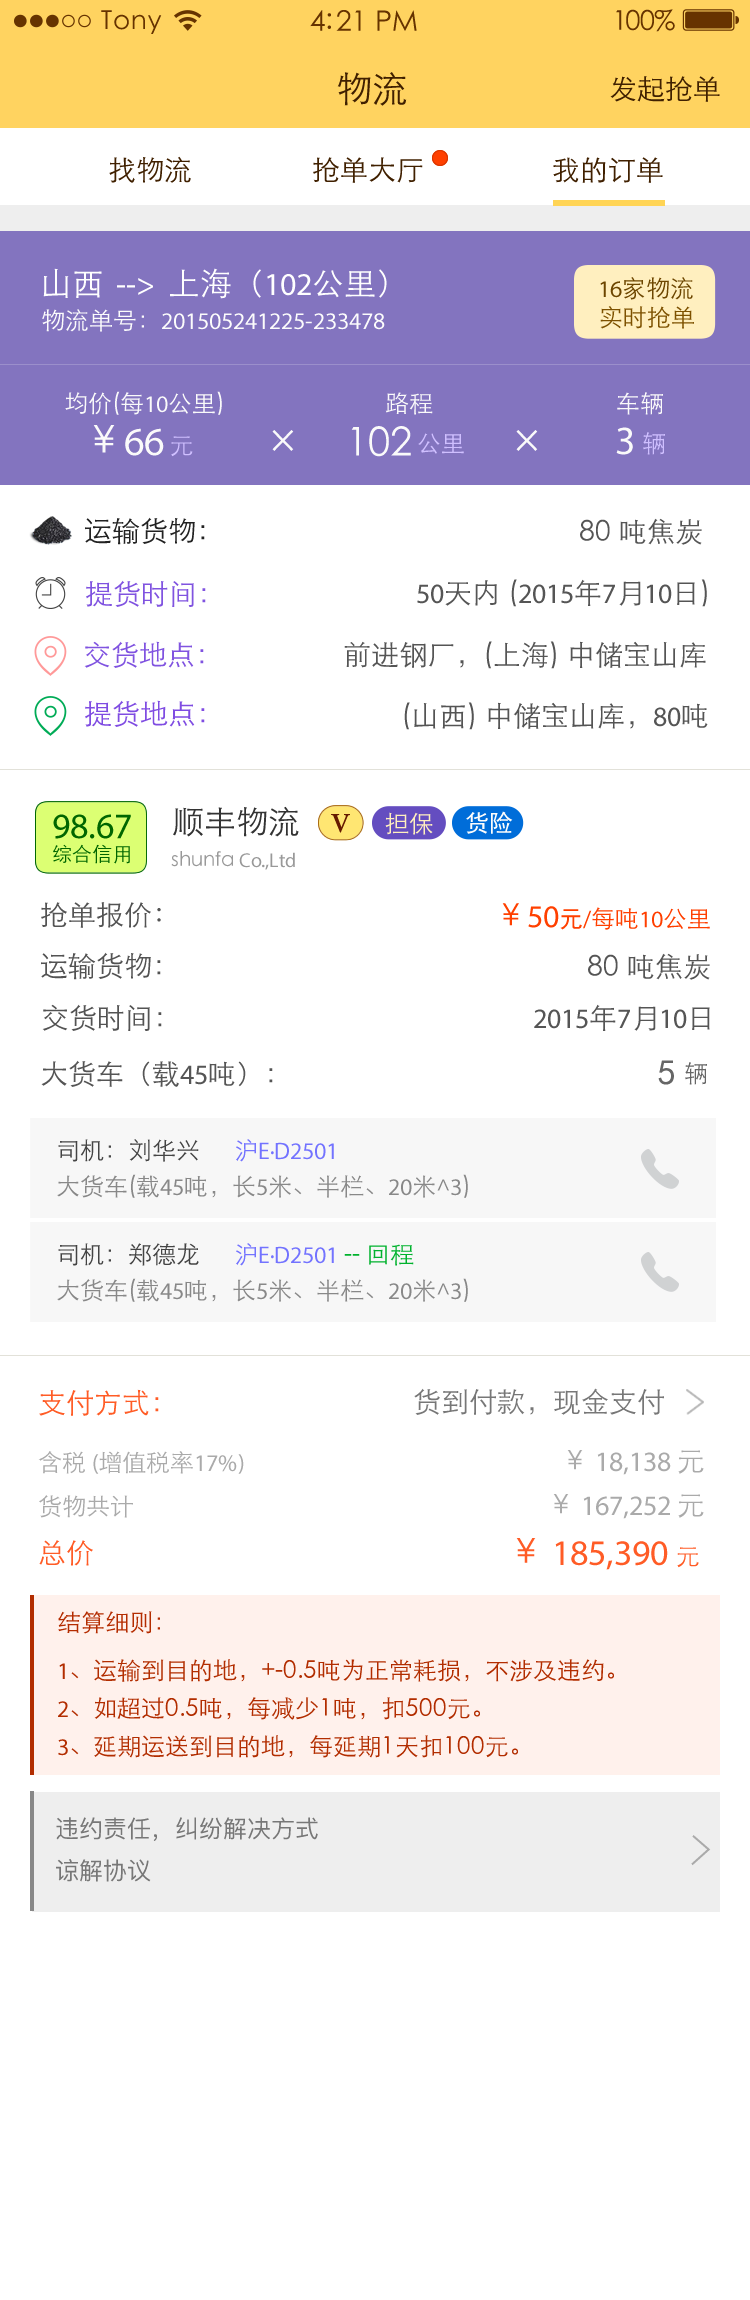 Tony 4:21 PM 100%
物流 发起抢单
找物流 抢单大厅 我的订单
山西 --> 上海（102公里）
物流单号：201505241225-233478
16家物流
实时抢单
均价(每10公里) 路程 车辆
￥66 元 × 102 公里 × 3 辆
运输货物： 80 吨焦炭
提货时间： 50天内 (2015年7月10日)
交货地点： 前进钢厂，(上海) 中储宝山库
提货地点： (山西) 中储宝山库，80吨
98.67
综合信用
顺丰物流 V 担保 货险
shunfa Co.,Ltd
抢单报价： ￥50元/每吨10公里
运输货物： 80 吨焦炭
交货时间： 2015年7月10日
大货车（载45吨）: 5 辆
司机：刘华兴 沪E·D2501
大货车(载45吨，长5米、半栏、20米^3)
司机：郑德龙 沪E·D2501 -- 回程
大货车(载45吨，长5米、半栏、20米^3)
支付方式： 货到付款，现金支付
含税 (增值税率17%) ￥ 18,138 元
货物共计 ￥ 167,252 元
总价 ￥ 185,390 元
结算细则：
1、运输到目的地，+-0.5吨为正常耗损，不涉及违约。
2、如超过0.5吨，每减少1吨，扣500元。
3、延期运送到目的地，每延期1天扣100元。
违约责任，纠纷解决方式
谅解协议